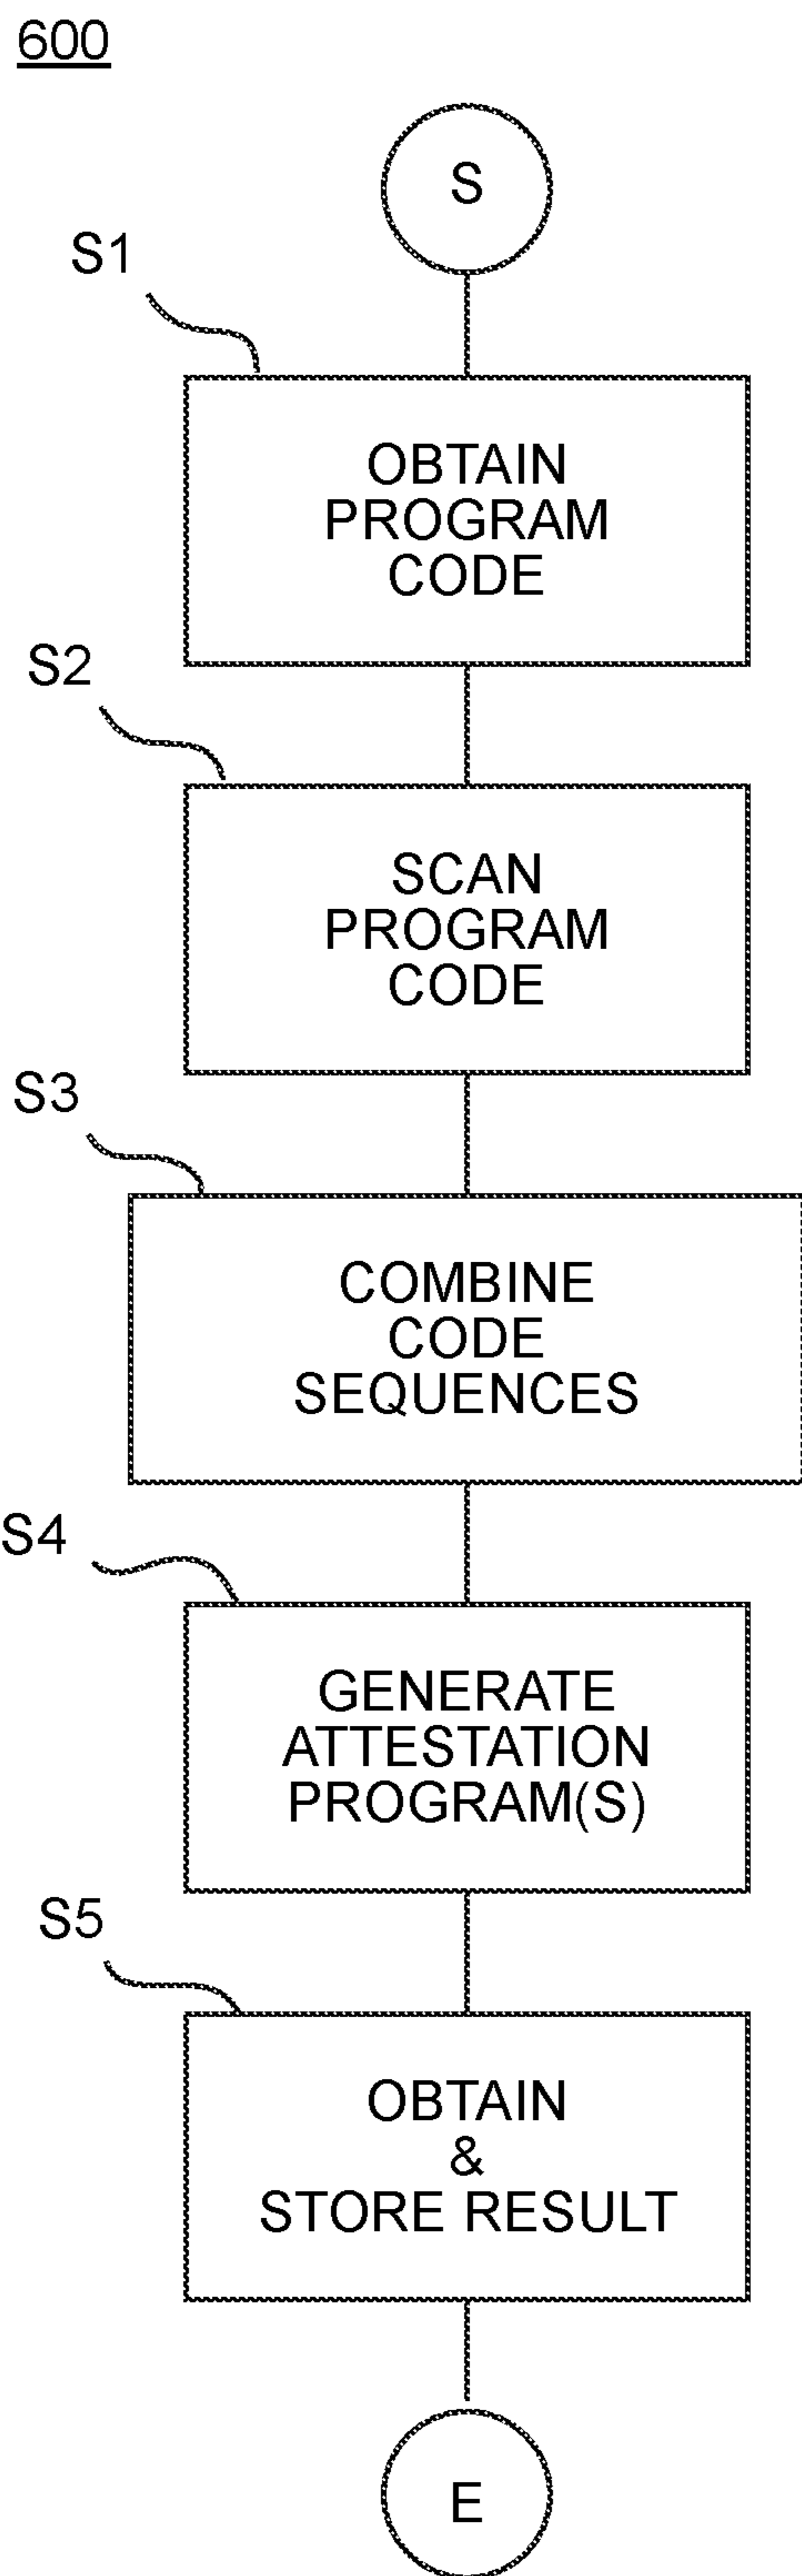 600
S
S1
OBTAIN
PROGRAM
CODE
S2
SCAN
PROGRAM
CODE
S3
COMBINE
CODE
SEQUENCES
S4
GENERATE
ATTESTATION
PROGRAM(S)
S5
OBTAIN
&
STORE RESULT
E